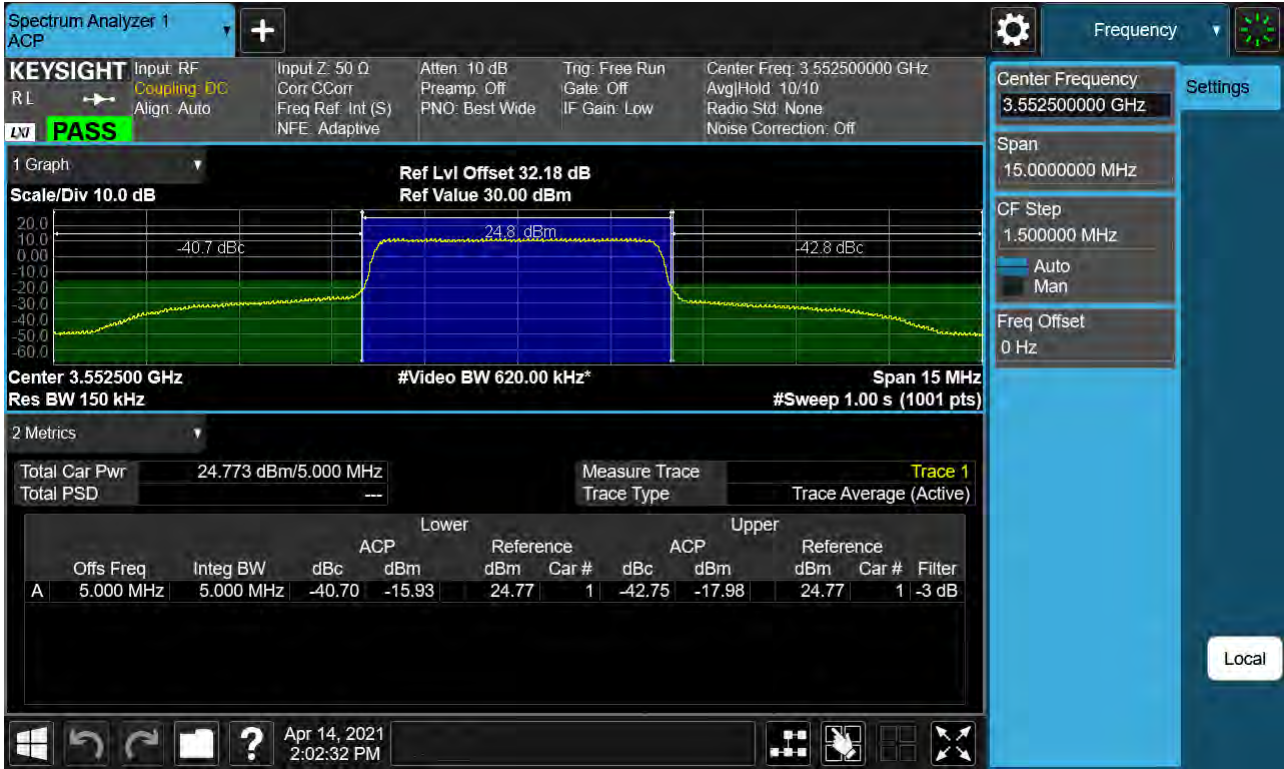 Spectrum Analyzer 1
ACP
+
Frequency
KEYSIGHT
R L
LXI
PASS
Input: RF
Coupling: DC
Align: Auto
Input Z: 50 Ω
Corr CCorr
Freq Ref: Int (S)
NFE: Adaptive
Atten: 10 dB
Preamp: Off
PNO: Best Wide
Trig: Free Run
Gate: Off
IF Gain: Low
Center Freq: 3.552500000 GHz
Avg|Hold: 10/10
Radio Std: None
Noise Correction: Off
Center Frequency
3.552500000 GHz
Settings
Span
15.0000000 MHz
CF Step
1.500000 MHz
Auto
Man
Freq Offset
0 Hz
1 Graph
Scale/Div 10.0 dB
Ref Lvl Offset 32.18 dB
Ref Value 30.00 dBm
20.0
10.0
0.00
-10.0
-20.0
-30.0
-40.0
-50.0
-60.0
-40.7 dBc
24.8 dBm
-42.8 dBc
Center 3.552500 GHz
#Video BW 620.00 kHz*
Span 15 MHz
Res BW 150 kHz
#Sweep 1.00 s (1001 pts)
2 Metrics
Total Car Pwr 24.773 dBm/5.000 MHz
Total PSD ---
Measure Trace Trace 1
Trace Type Trace Average (Active)
Lower Upper
ACP Reference ACP Reference
Offs Freq Integ BW dBc dBm dBm Car # dBc dBm dBm Car # Filter
A 5.000 MHz 5.000 MHz -40.70 -15.93 24.77 1 -42.75 -17.98 24.77 1 -3 dB
Local
?
Apr 14, 2021
2:02:32 PM